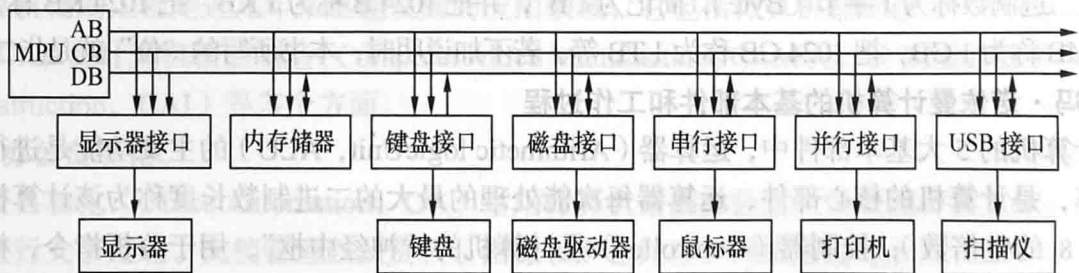 AB
MPU CB
DB
显示器接口 内存储器 键盘接口 磁盘接口 串行接口 并行接口 USB 接口
显示器 键盘 磁盘驱动器 鼠标器 打印机 扫描仪